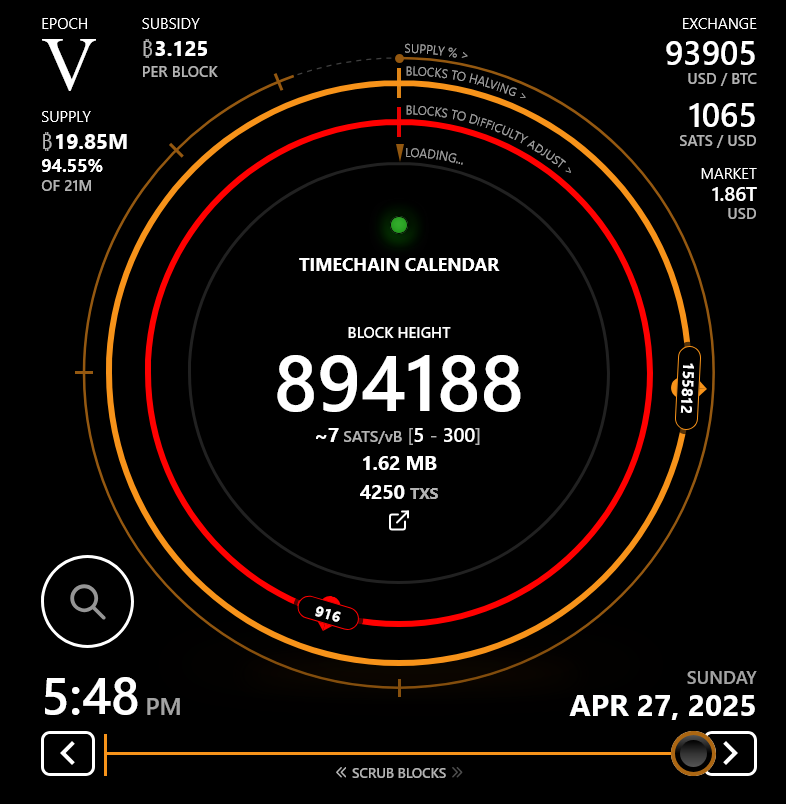 EPOCH
V
SUBSIDY
₿3.125
PER BLOCK
SUPPLY
₿19.85M
94.55%
OF 21M
EXCHANGE
93905
USD / BTC
1065
SATS / USD
MARKET
1.86T
USD
SUPPLY % >
BLOCKS TO HALVING >
BLOCKS TO DIFFICULTY ADJUST >
LOADING...
TIMECHAIN CALENDAR
BLOCK HEIGHT
894188
~7 SATS/vB [5 - 300]
1.62 MB
4250 TXS
155812
916
5:48 PM
SUNDAY
APR 27, 2025
« SCRUB BLOCKS »